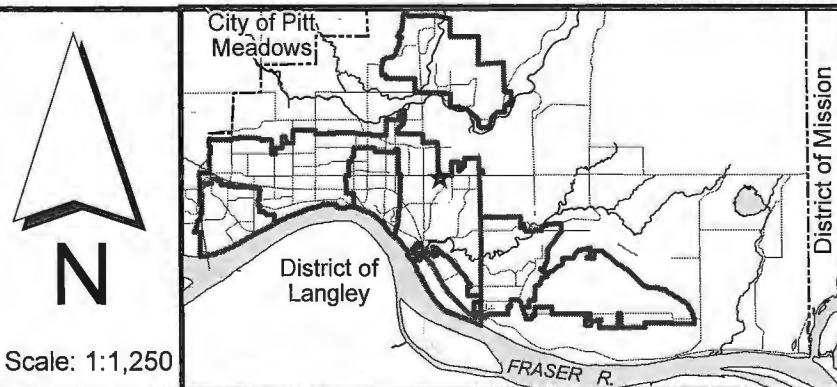 City of Pitt
Meadows
District of Mission
District of
Langley
FRASER R.
N
Scale: 1:1,250